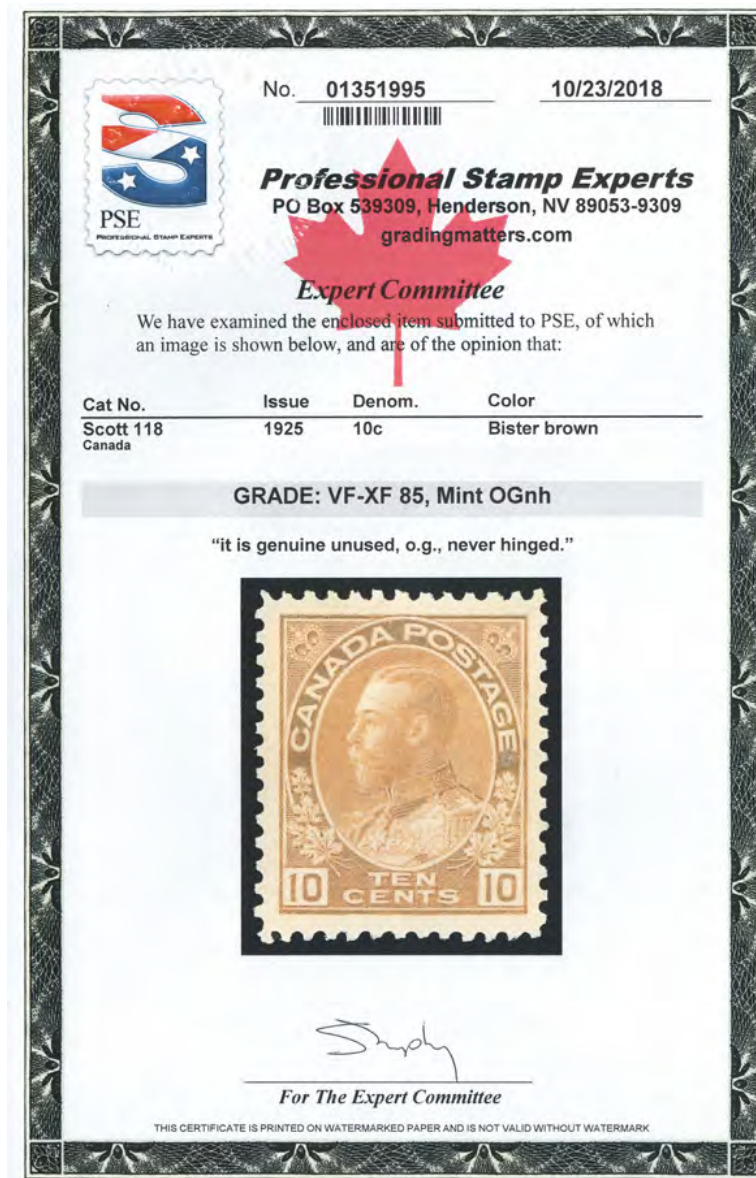 No. 01351995 10/23/2018
PSE
PROFESSIONAL STAMP EXPERTS
Professional Stamp Experts
PO Box 539309, Henderson, NV 89053-9309
gradingmatters.com
Expert Committee
We have examined the enclosed item submitted to PSE, of which
an image is shown below, and are of the opinion that:
Cat No. Issue Denom. Color
Scott 118 1925 10c Bister brown
Canada
GRADE: VF-XF 85, Mint OGnh
“it is genuine unused, o.g., never hinged.”
CANADA POSTAGE
10 TEN CENTS 10
For The Expert Committee
THIS CERTIFICATE IS PRINTED ON WATERMARKED PAPER AND IS NOT VALID WITHOUT WATERMARK